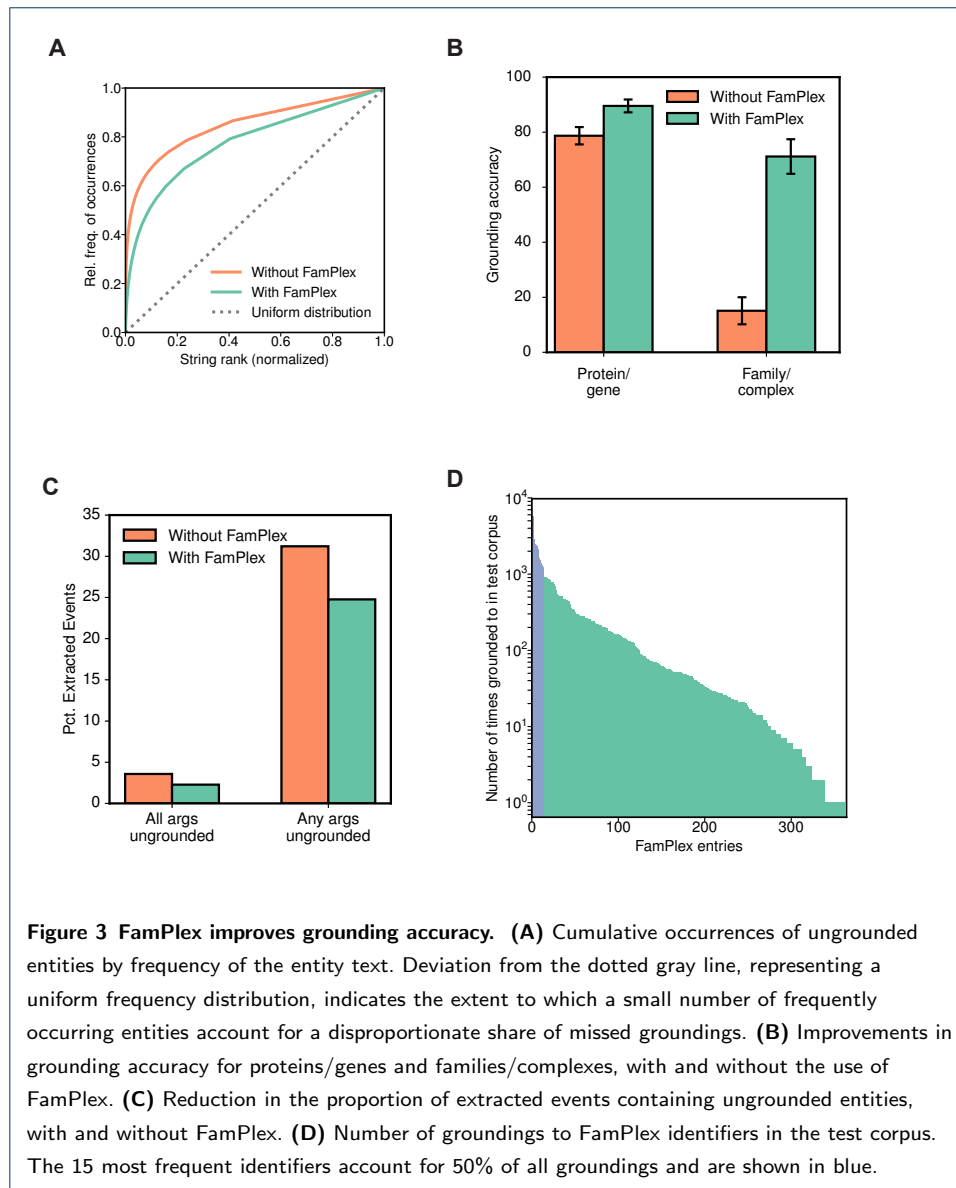 A
1.0
0.8
0.6
0.4
0.2
0.0
Rel. freq. of occurrences
Without FamPlex
With FamPlex
Uniform distribution
0.0 0.2 0.4 0.6 0.8 1.0
String rank (normalized)
B
100
80
60
40
20
0
Grounding accuracy
Without FamPlex
With FamPlex
Protein/
gene
Family/
complex
C
35
30
25
20
15
10
5
0
Pct. Extracted Events
Without FamPlex
With FamPlex
All args
ungrounded
Any args
ungrounded
D
10⁴
10³
10²
10¹
10⁰
Number of times grounded to in test corpus
0 100 200 300
FamPlex entries
Figure 3 FamPlex improves grounding accuracy. (A) Cumulative occurrences of ungrounded
entities by frequency of the entity text. Deviation from the dotted gray line, representing a
uniform frequency distribution, indicates the extent to which a small number of frequently
occurring entities account for a disproportionate share of missed groundings. (B) Improvements in
grounding accuracy for proteins/genes and families/complexes, with and without the use of
FamPlex. (C) Reduction in the proportion of extracted events containing ungrounded entities,
with and without FamPlex. (D) Number of groundings to FamPlex identifiers in the test corpus.
The 15 most frequent identifiers account for 50% of all groundings and are shown in blue.